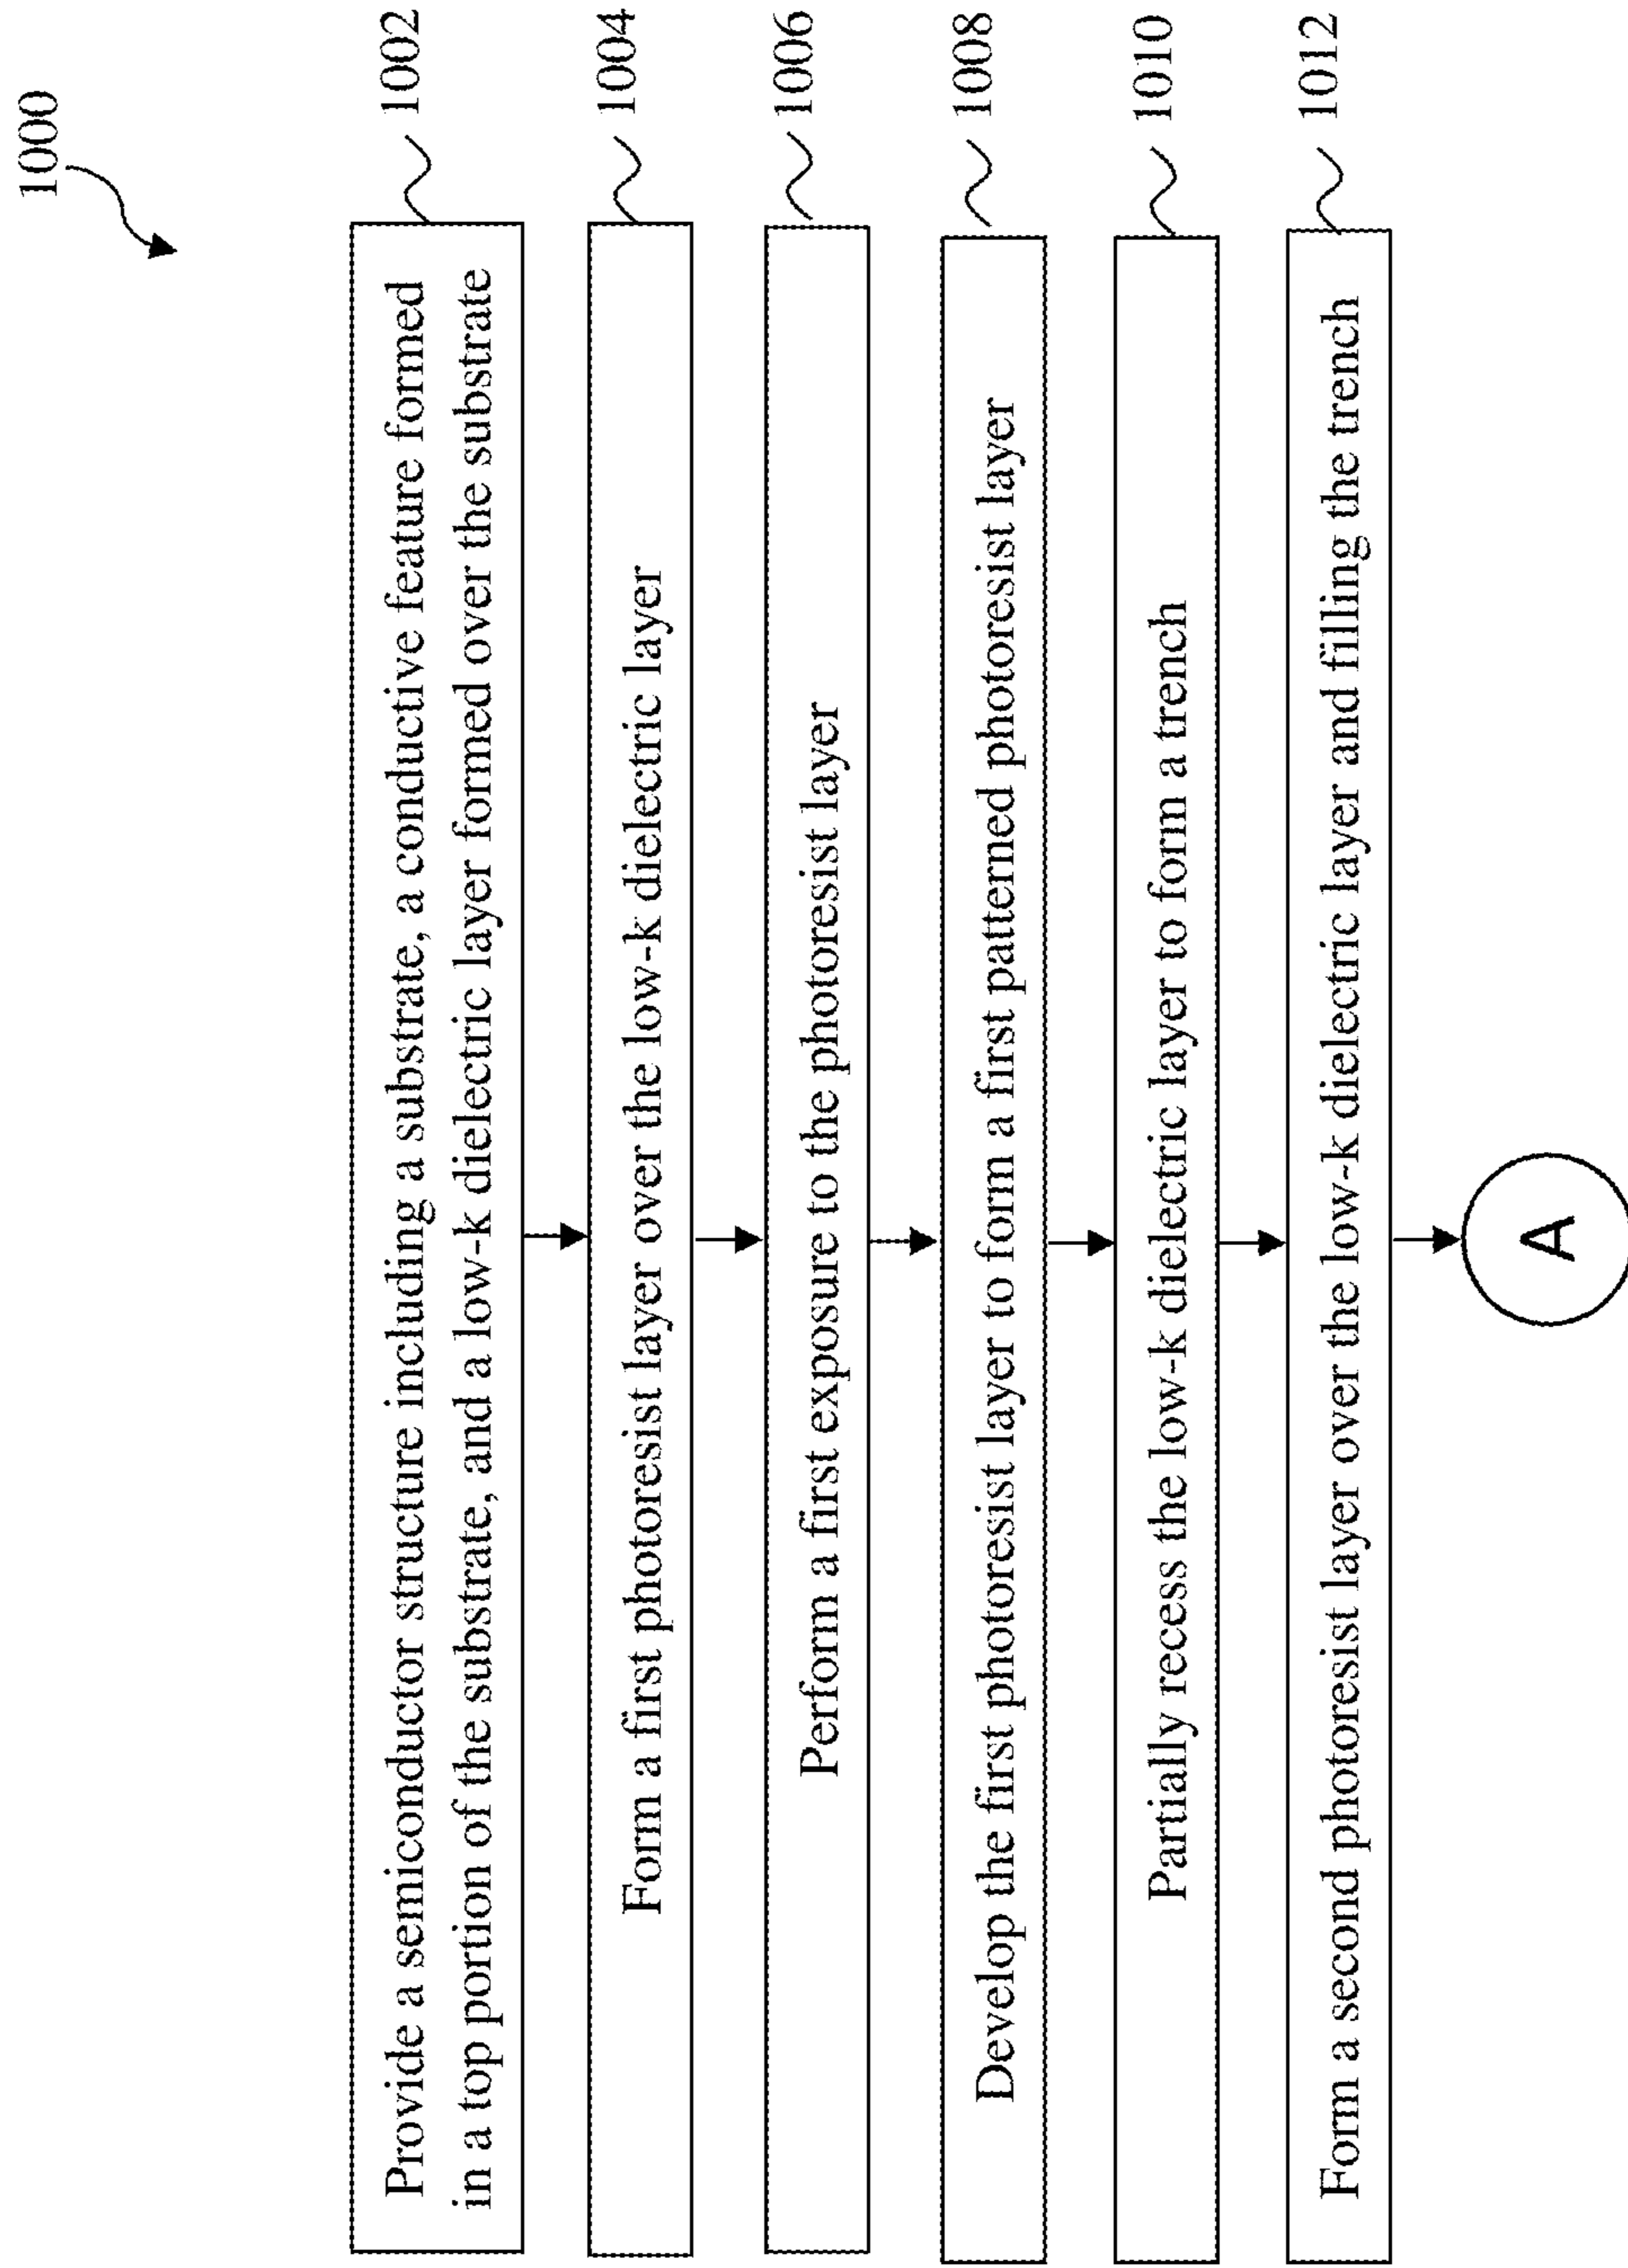 1000
Provide a semiconductor structure including a substrate, a conductive feature formed
in a top portion of the substrate, and a low-k dielectric layer formed over the substrate
1002
Form a first photoresist layer over the low-k dielectric layer
1004
Perform a first exposure to the photoresist layer
1006
Develop the first photoresist layer to form a first patterned photoresist layer
1008
Partially recess the low-k dielectric layer to form a trench
1010
Form a second photoresist layer over the low-k dielectric layer and filling the trench
1012
A